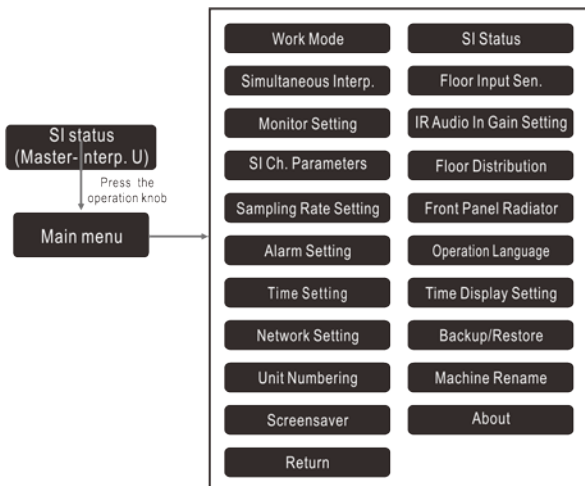 SI status
(Master-Interp. U)
Press the
operation knob
Main menu
Work Mode
SI Status
Simultaneous Interp.
Floor Input Sen.
Monitor Setting
IR Audio In Gain Setting
SI Ch. Parameters
Floor Distribution
Sampling Rate Setting
Front Panel Radiator
Alarm Setting
Operation Language
Time Setting
Time Display Setting
Network Setting
Backup/Restore
Unit Numbering
Machine Rename
Screensaver
About
Return